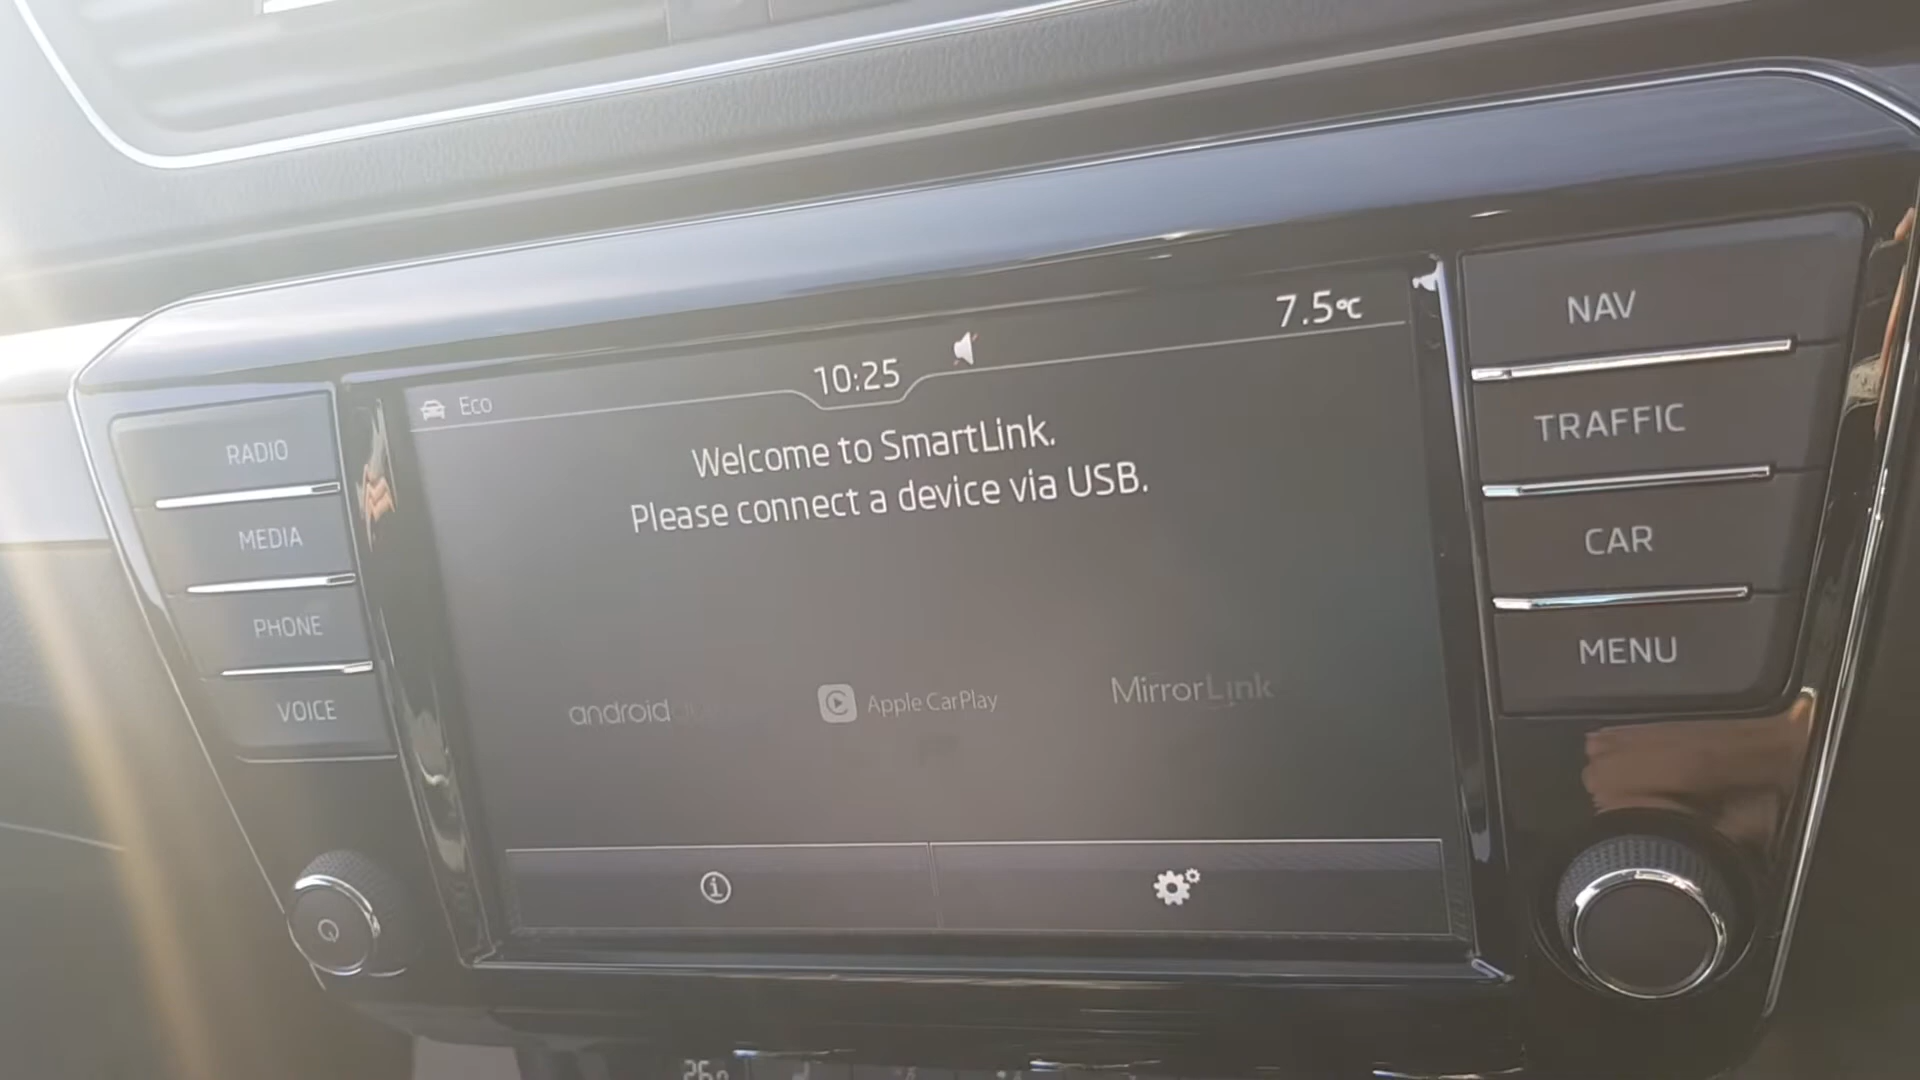 7.5°C
10:25
Eco
Welcome to SmartLink.
Please connect a device via USB.
android
Apple CarPlay
MirrorLink
RADIO
MEDIA
PHONE
VOICE
NAV
TRAFFIC
CAR
MENU